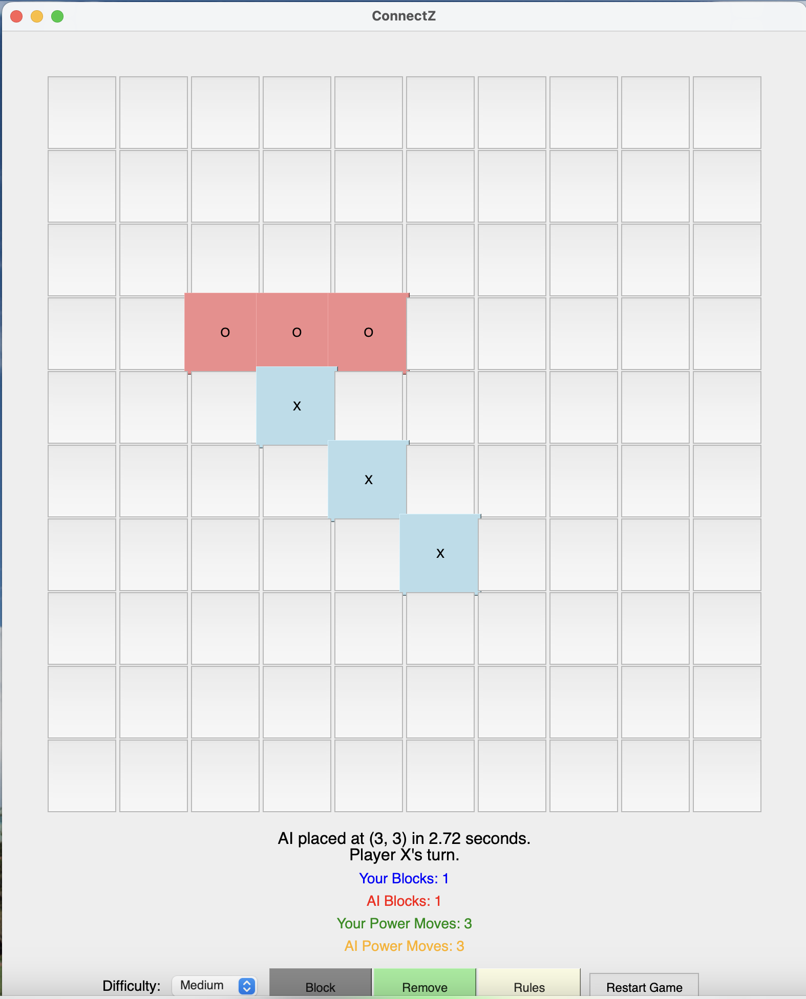 ConnectZ
O O O
X
X
X
AI placed at (3, 3) in 2.72 seconds.
Player X's turn.
Your Blocks: 1
AI Blocks: 1
Your Power Moves: 3
AI Power Moves: 3
Difficulty: Medium Block Remove Rules Restart Game